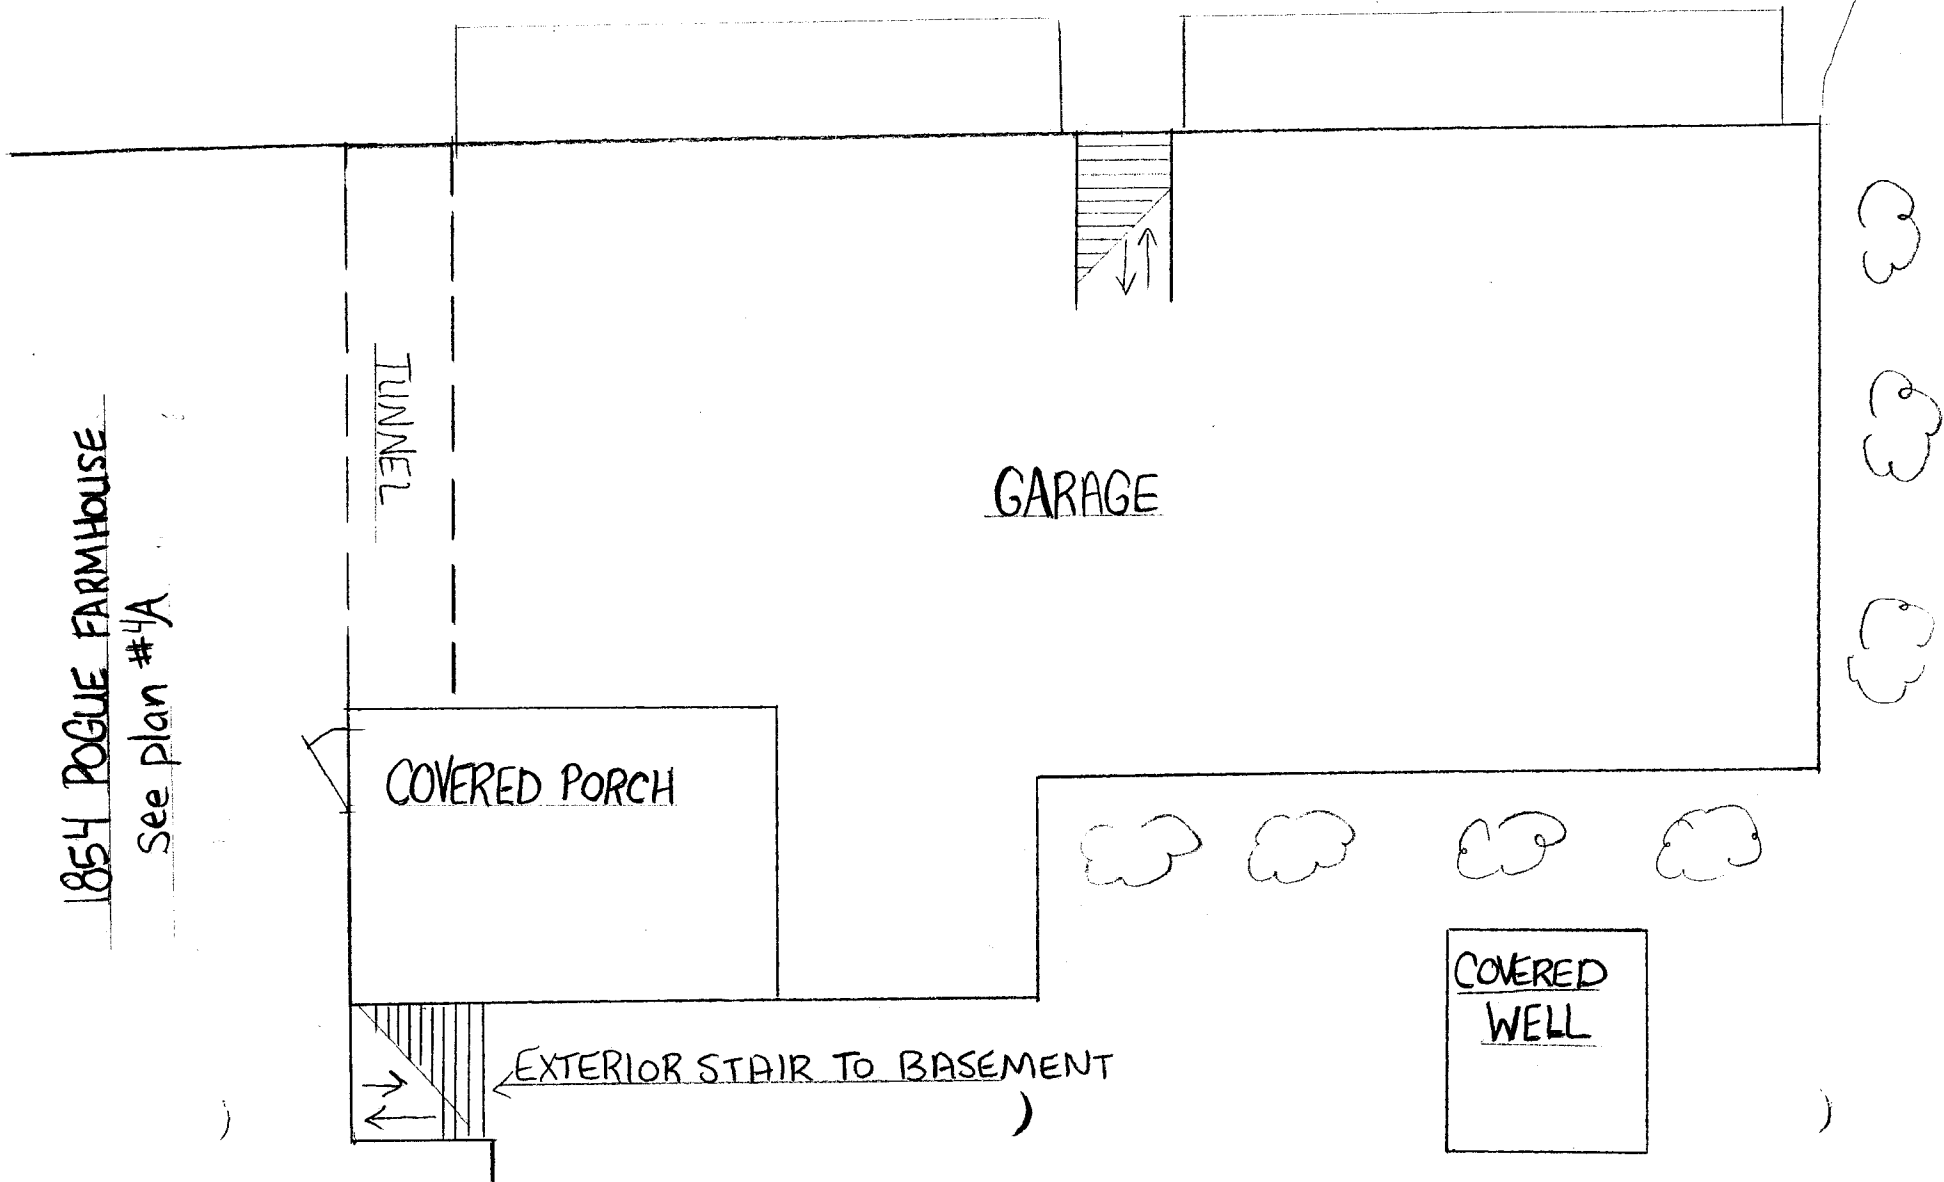 TUNNEL
GARAGE
1854 POGUE FARMHOUSE
See plan #4A
COVERED PORCH
COVERED
WELL
EXTERIOR STAIR TO BASEMENT